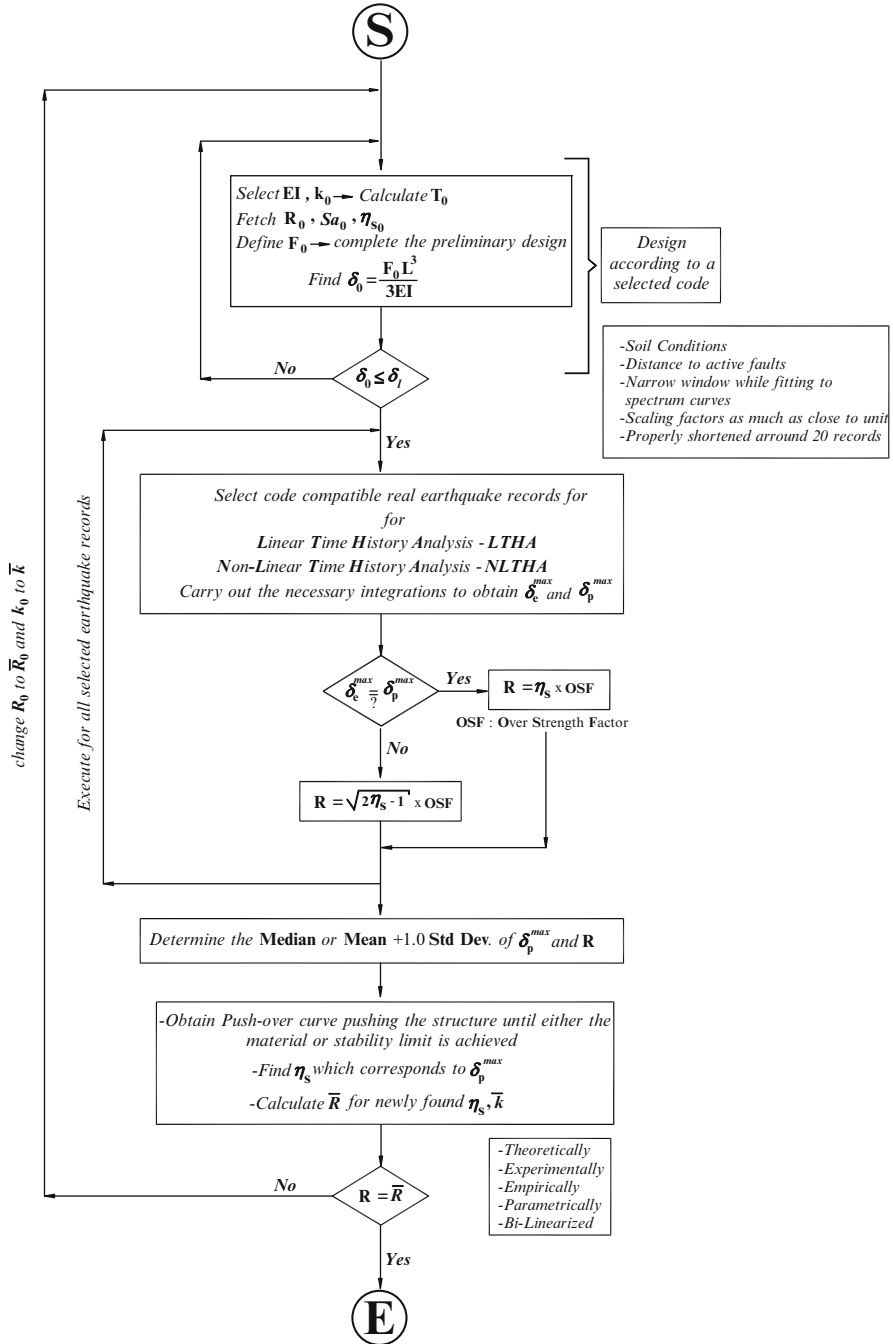 S
Select EI , k₀ → Calculate T₀
Fetch R₀ , Sa₀ , ηₛ₀
Define F₀ → complete the preliminary design
Find δ₀ = F₀L³ / 3EI
Design
according to a
selected code
-Soil Conditions
-Distance to active faults
-Narrow window while fitting to
spectrum curves
-Scaling factors as much as close to unit
-Properly shortened arround 20 records
No
δ₀ ≤ δₗ
Yes
Select code compatible real earthquake records for
for
Linear Time History Analysis - LTHA
Non-Linear Time History Analysis - NLTHA
Carry out the necessary integrations to obtain δₑᵐᵃˣ and δₚᵐᵃˣ
δₑᵐᵃˣ = δₚᵐᵃˣ
?
Yes
R = ηₛ x OSF
OSF : Over Strength Factor
No
R = √(2ηₛ - 1) x OSF
Execute for all selected earthquake records
change R₀ to R̅₀ and k₀ to k̅
Determine the Median or Mean +1.0 Std Dev. of δₚᵐᵃˣ and R
-Obtain Push-over curve pushing the structure until either the
material or stability limit is achieved
-Find ηₛ which corresponds to δₚᵐᵃˣ
-Calculate R̅ for newly found ηₛ, k̅
-Theoretically
-Experimentally
-Empirically
-Parametrically
-Bi-Linearized
No
R = R̅
Yes
E